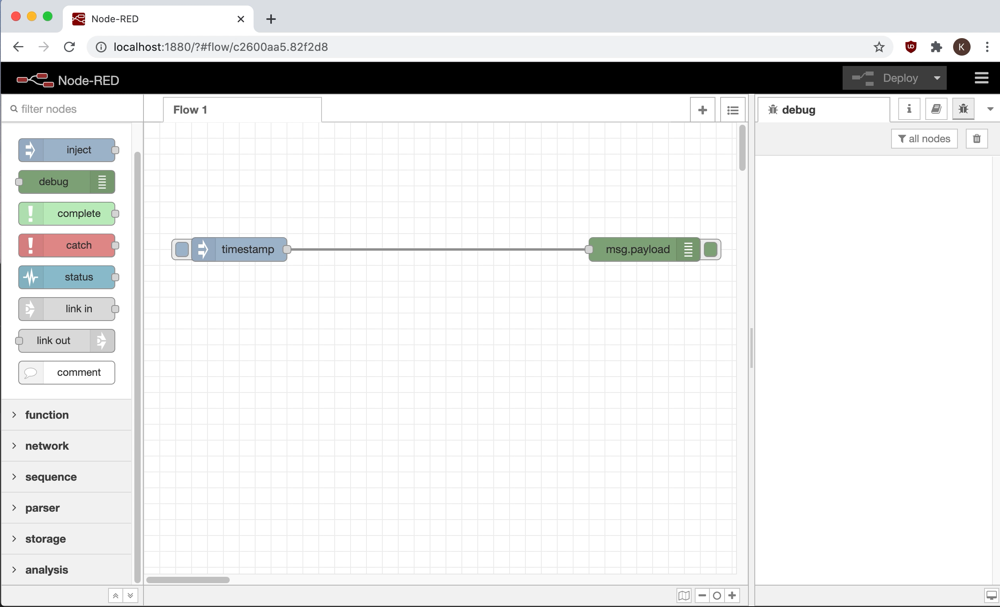 Node-RED
localhost:1880/?#flow/c2600aa5.82f2d8
K
Node-RED
Deploy
filter nodes
Flow 1
debug
all nodes
inject
debug
complete
catch
status
link in
link out
comment
timestamp
msg.payload
function
network
sequence
parser
storage
analysis